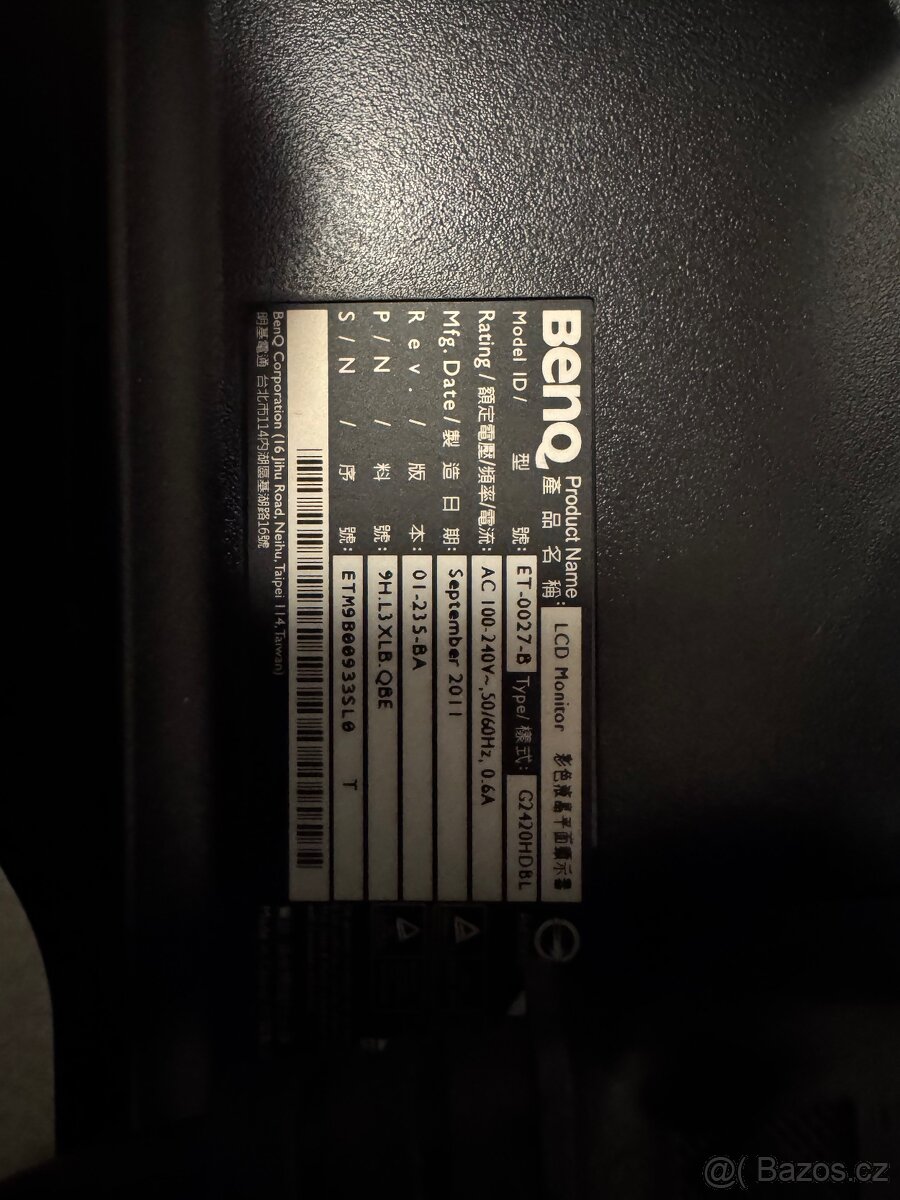 BenQ Product Name
產品名稱: LCD Monitor 彩色液晶平面顯示器
Model ID/ 型號: ET-0027-B Type/樣式: G2420HDBL
Rating/額定電壓/頻率/電流: AC 100-240V~,50/60Hz, 0.6A
Mfg. Date/製造日期: September 2011
Rev./版本: 01-235-BA
P/N/料號: 9H.L3XLB.QBE
S/N/序號: ETM9B00933SL0 T
BenQ Corporation (16 Jihu Road, Neihu, Taipei 114, Taiwan)
明基電通 台北市114內湖區基湖路16號
@( Bazos.cz